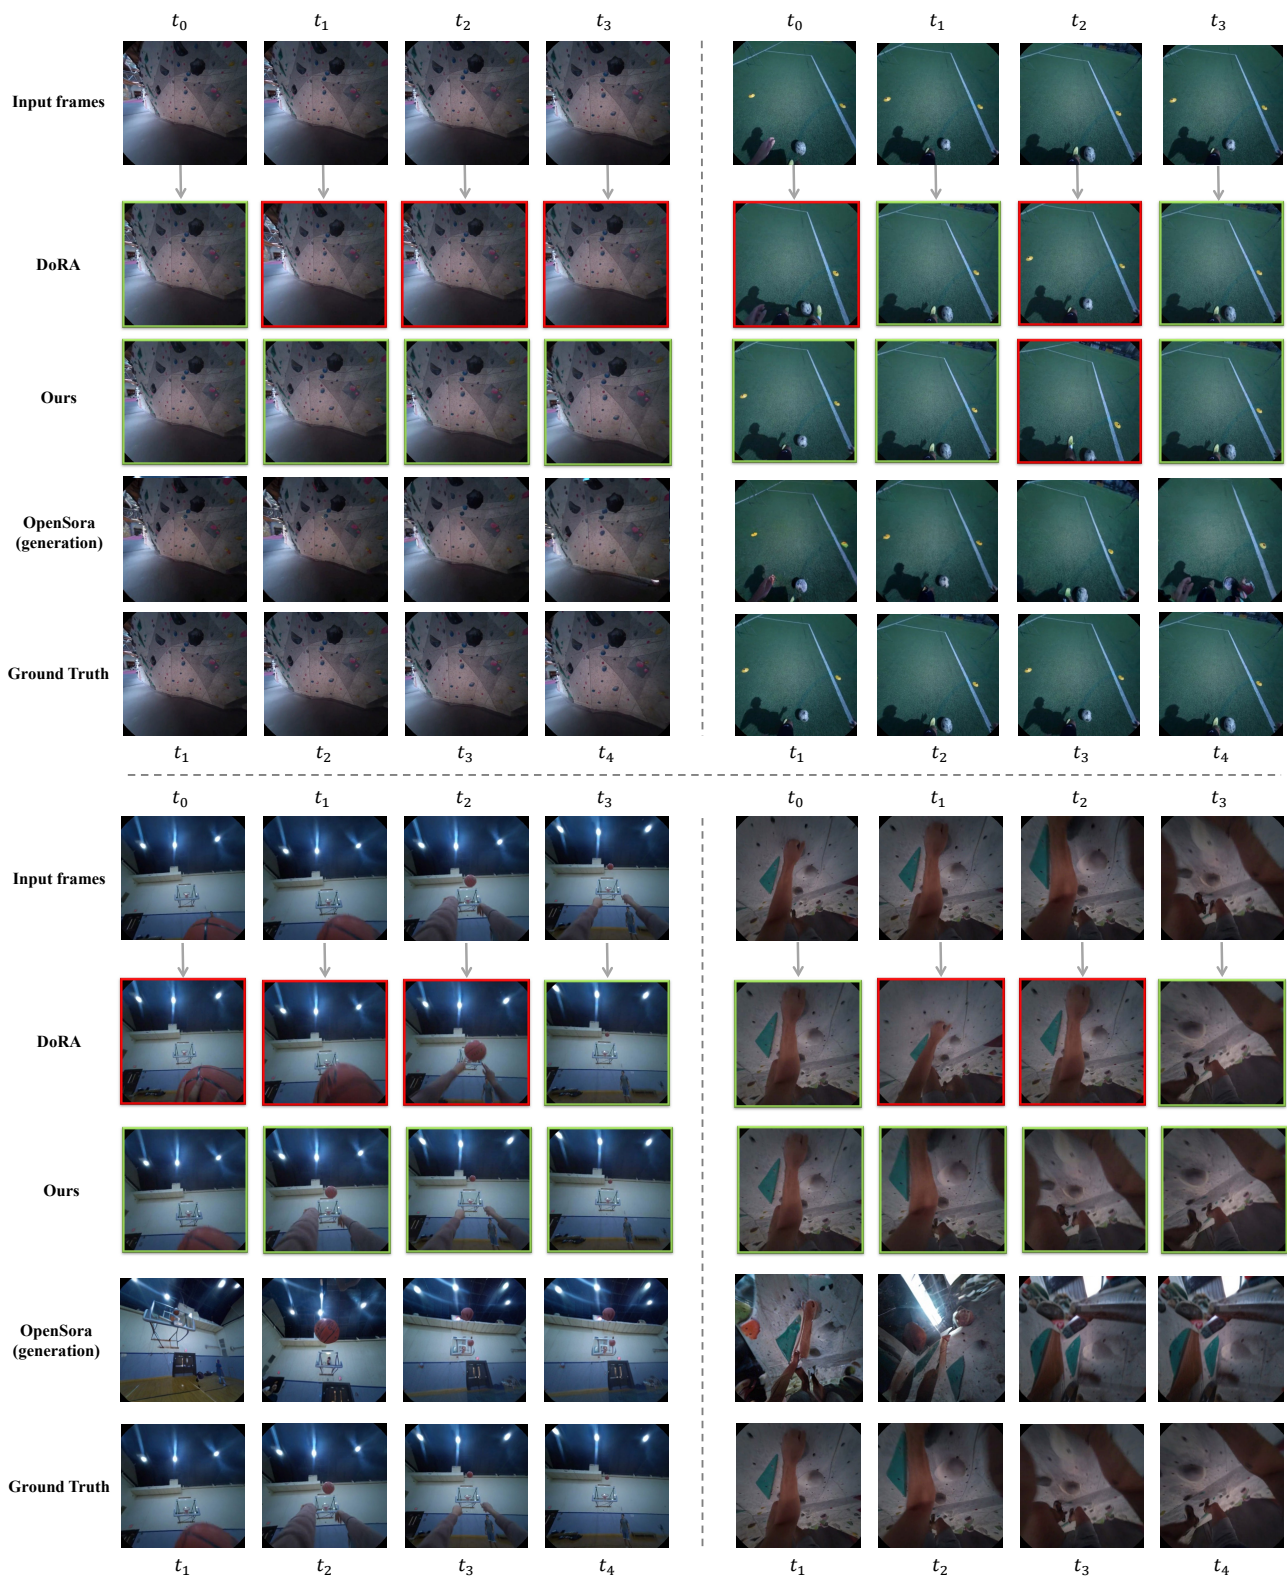 t₀ t₁ t₂ t₃ t₀ t₁ t₂ t₃
Input frames
DoRA
Ours
OpenSora
(generation)
Ground Truth
t₁ t₂ t₃ t₄ t₁ t₂ t₃ t₄
t₀ t₁ t₂ t₃ t₀ t₁ t₂ t₃
Input frames
DoRA
Ours
OpenSora
(generation)
Ground Truth
t₁ t₂ t₃ t₄ t₁ t₂ t₃ t₄